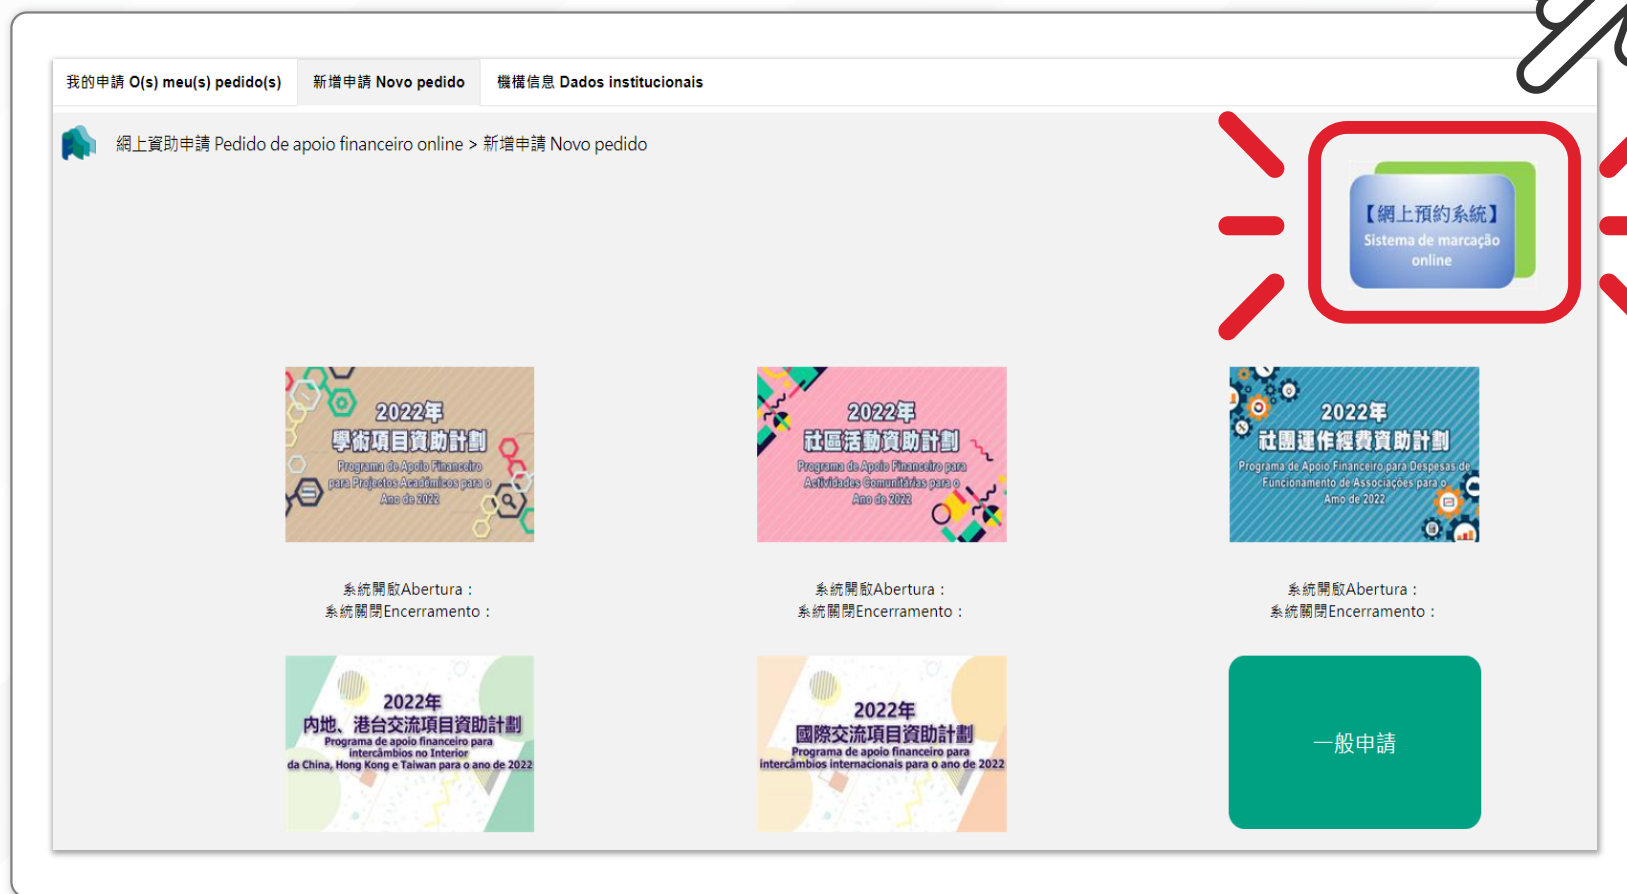 我的申請 O(s) meu(s) pedido(s)
新增申請 Novo pedido
機構信息 Dados institucionais
網上資助申請 Pedido de apoio financeiro online > 新增申請 Novo pedido
【網上預約系統】
Sistema de marcação
online
2022年
學術項目資助計劃
Programa de Apoio Financeiro
para Projectos Académicos para o
Ano de 2022
2022年
社區活動資助計劃
Programa de Apoio Financeiro para
Actividades Comunitárias para o
Ano de 2022
2022年
社團運作經費資助計劃
Programa de Apoio Financeiro para Despesas de
Funcionamento de Associações para o
Amo de 2022
系統開啟Abertura：
系統關閉Encerramento：
系統開啟Abertura：
系統關閉Encerramento：
系統開啟Abertura：
系統關閉Encerramento：
2022年
內地、港台交流項目資助計劃
Programa de apoio financeiro para
intercâmbios no Interior
da China, Hong Kong e Taiwan para o ano de 2022
2022年
國際交流項目資助計劃
Programa de apoio financeiro para
intercâmbios internacionais para o ano de 2022
一般申請